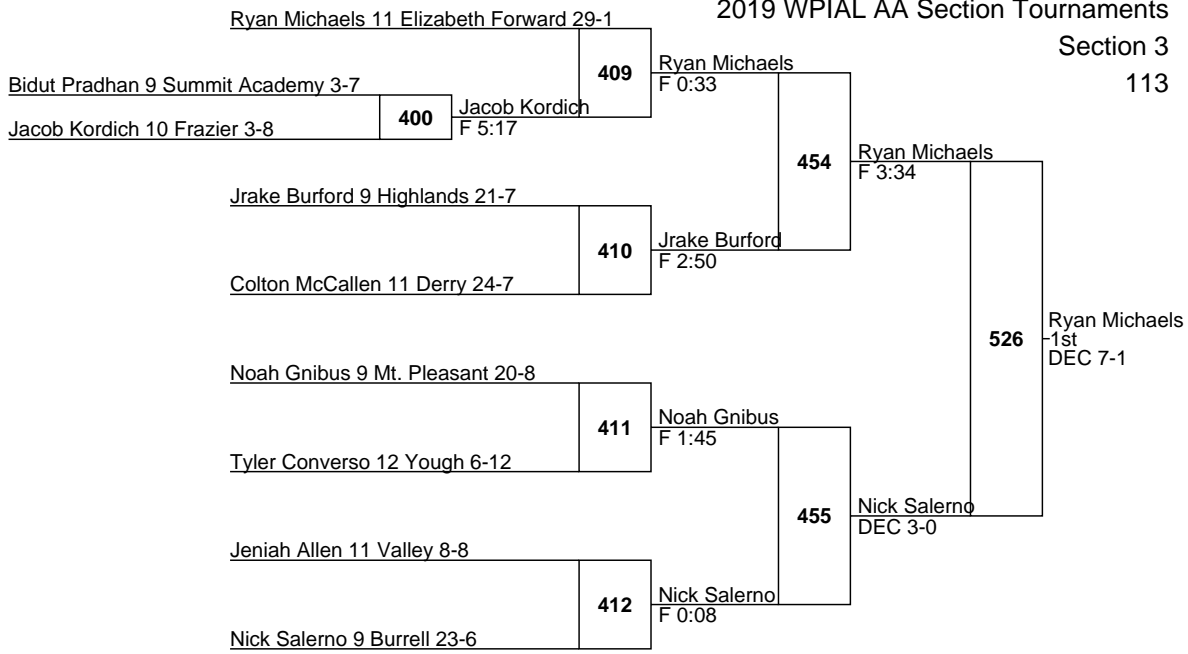 2019 WPIAL AA Section Tournaments
Section 3
113
Ryan Michaels 11 Elizabeth Forward 29-1
409
Ryan Michaels
F 0:33
Bidut Pradhan 9 Summit Academy 3-7
400
Jacob Kordich
F 5:17
Jacob Kordich 10 Frazier 3-8
454
Ryan Michaels
F 3:34
Jrake Burford 9 Highlands 21-7
410
Jrake Burford
F 2:50
Colton McCallen 11 Derry 24-7
526
Ryan Michaels
1st
DEC 7-1
Noah Gnibus 9 Mt. Pleasant 20-8
411
Noah Gnibus
F 1:45
Tyler Converso 12 Yough 6-12
455
Nick Salerno
DEC 3-0
Jeniah Allen 11 Valley 8-8
412
Nick Salerno
F 0:08
Nick Salerno 9 Burrell 23-6